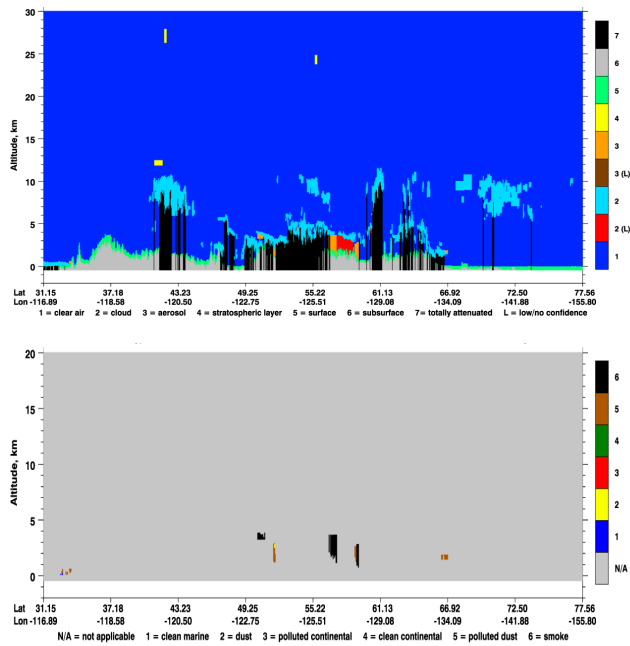 30
25
20
15
10
5
0
Altitude, km
7
6
5
4
3
3 (L)
2
2 (L)
1
Lat 31.15 37.18 43.23 49.25 55.22 61.13 66.92 72.50 77.56
Lon -116.89 -118.58 -120.50 -122.75 -125.51 -129.08 -134.09 -141.88 -155.80
1 = clear air 2 = cloud 3 = aerosol 4 = stratospheric layer 5 = surface 6 = subsurface 7= totally attenuated L = low/no confidence
20
15
10
5
0
Altitude, km
6
5
4
3
2
1
N/A
Lat 31.15 37.18 43.23 49.25 55.22 61.13 66.92 72.50 77.56
Lon -116.89 -118.58 -120.50 -122.75 -125.51 -129.08 -134.09 -141.88 -155.80
N/A = not applicable 1 = clean marine 2 = dust 3 = polluted continental 4 = clean continental 5 = polluted dust 6 = smoke